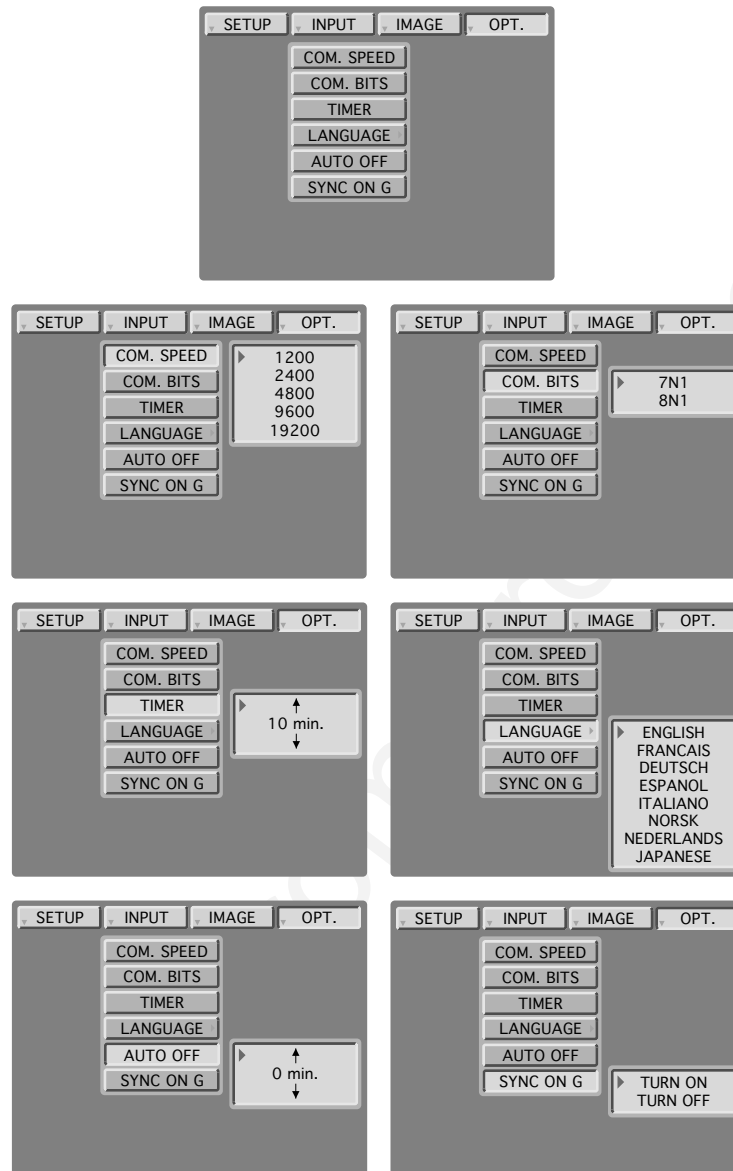 SETUP INPUT IMAGE OPT.
COM. SPEED
COM. BITS
TIMER
LANGUAGE
AUTO OFF
SYNC ON G
SETUP INPUT IMAGE OPT.
COM. SPEED
COM. BITS
TIMER
LANGUAGE
AUTO OFF
SYNC ON G
1200
2400
4800
9600
19200
SETUP INPUT IMAGE OPT.
COM. SPEED
COM. BITS
TIMER
LANGUAGE
AUTO OFF
SYNC ON G
7N1
8N1
SETUP INPUT IMAGE OPT.
COM. SPEED
COM. BITS
TIMER
LANGUAGE
AUTO OFF
SYNC ON G
10 min.
SETUP INPUT IMAGE OPT.
COM. SPEED
COM. BITS
TIMER
LANGUAGE
AUTO OFF
SYNC ON G
ENGLISH
FRANCAIS
DEUTSCH
ESPANOL
ITALIANO
NORSK
NEDERLANDS
JAPANESE
SETUP INPUT IMAGE OPT.
COM. SPEED
COM. BITS
TIMER
LANGUAGE
AUTO OFF
SYNC ON G
0 min.
SETUP INPUT IMAGE OPT.
COM. SPEED
COM. BITS
TIMER
LANGUAGE
AUTO OFF
SYNC ON G
TURN ON
TURN OFF